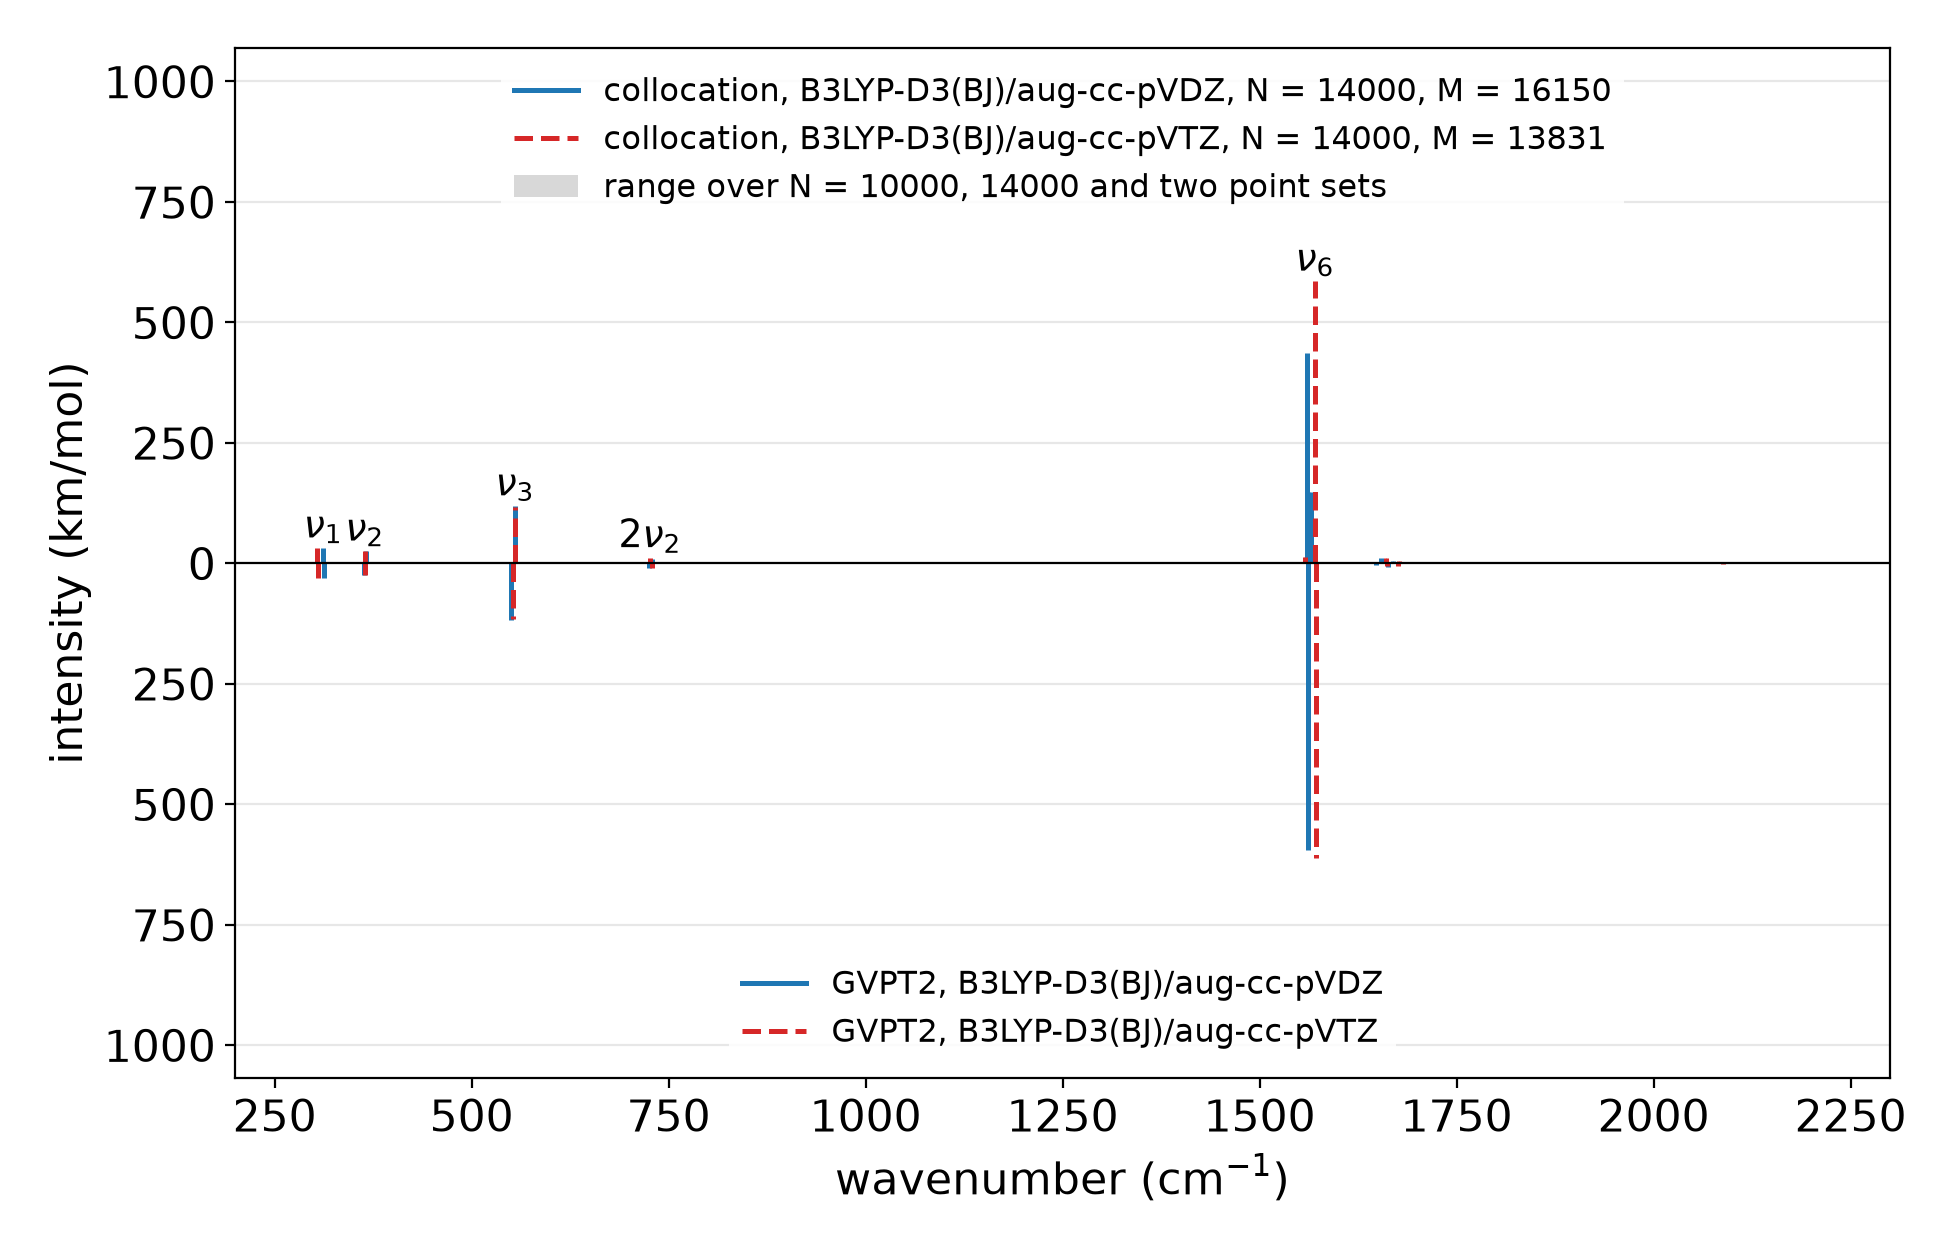 collocation, B3LYP-D3(BJ)/aug-cc-pVDZ, N = 14000, M = 16150
collocation, B3LYP-D3(BJ)/aug-cc-pVTZ, N = 14000, M = 13831
range over N = 10000, 14000 and two point sets
1000
750
500
250
0
250
500
750
1000
intensity (km/mol)
ν₁
ν₂
ν₃
2ν₂
ν₆
GVPT2, B3LYP-D3(BJ)/aug-cc-pVDZ
GVPT2, B3LYP-D3(BJ)/aug-cc-pVTZ
250 500 750 1000 1250 1500 1750 2000 2250
wavenumber (cm⁻¹)